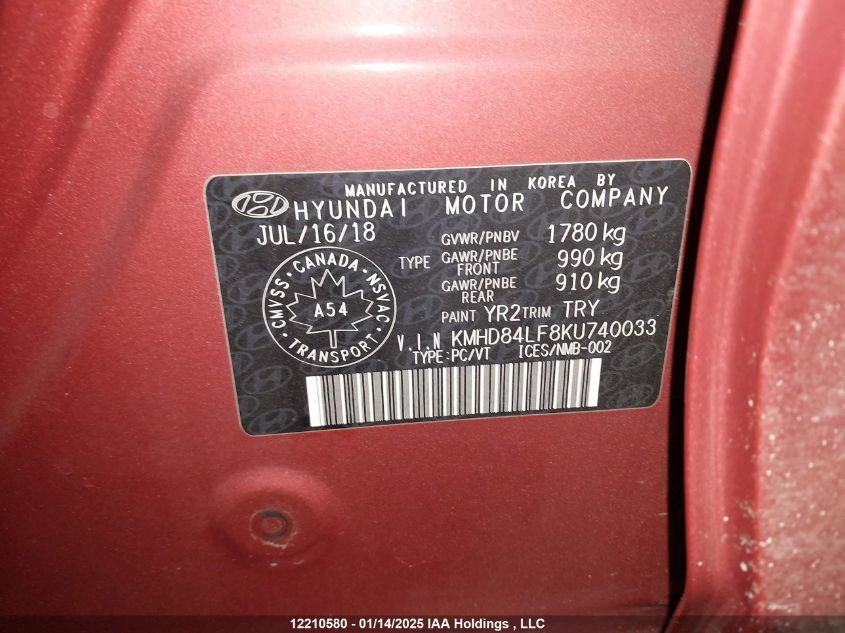 MANUFACTURED IN KOREA BY
HYUNDAI MOTOR COMPANY
JUL/16/18
GVWR/PNBV 1780 kg
TYPE GAWR/PNBE FRONT 990 kg
GAWR/PNBE REAR 910 kg
PAINT YR2 TRIM TRY
CMVSS · CANADA · NSVAC
A54
· TRANSPORT ·
V.I.N KMHD84LF8KU740033
TYPE:PC/VT ICES/NMB-002
12210580 - 01/14/2025 IAA Holdings , LLC